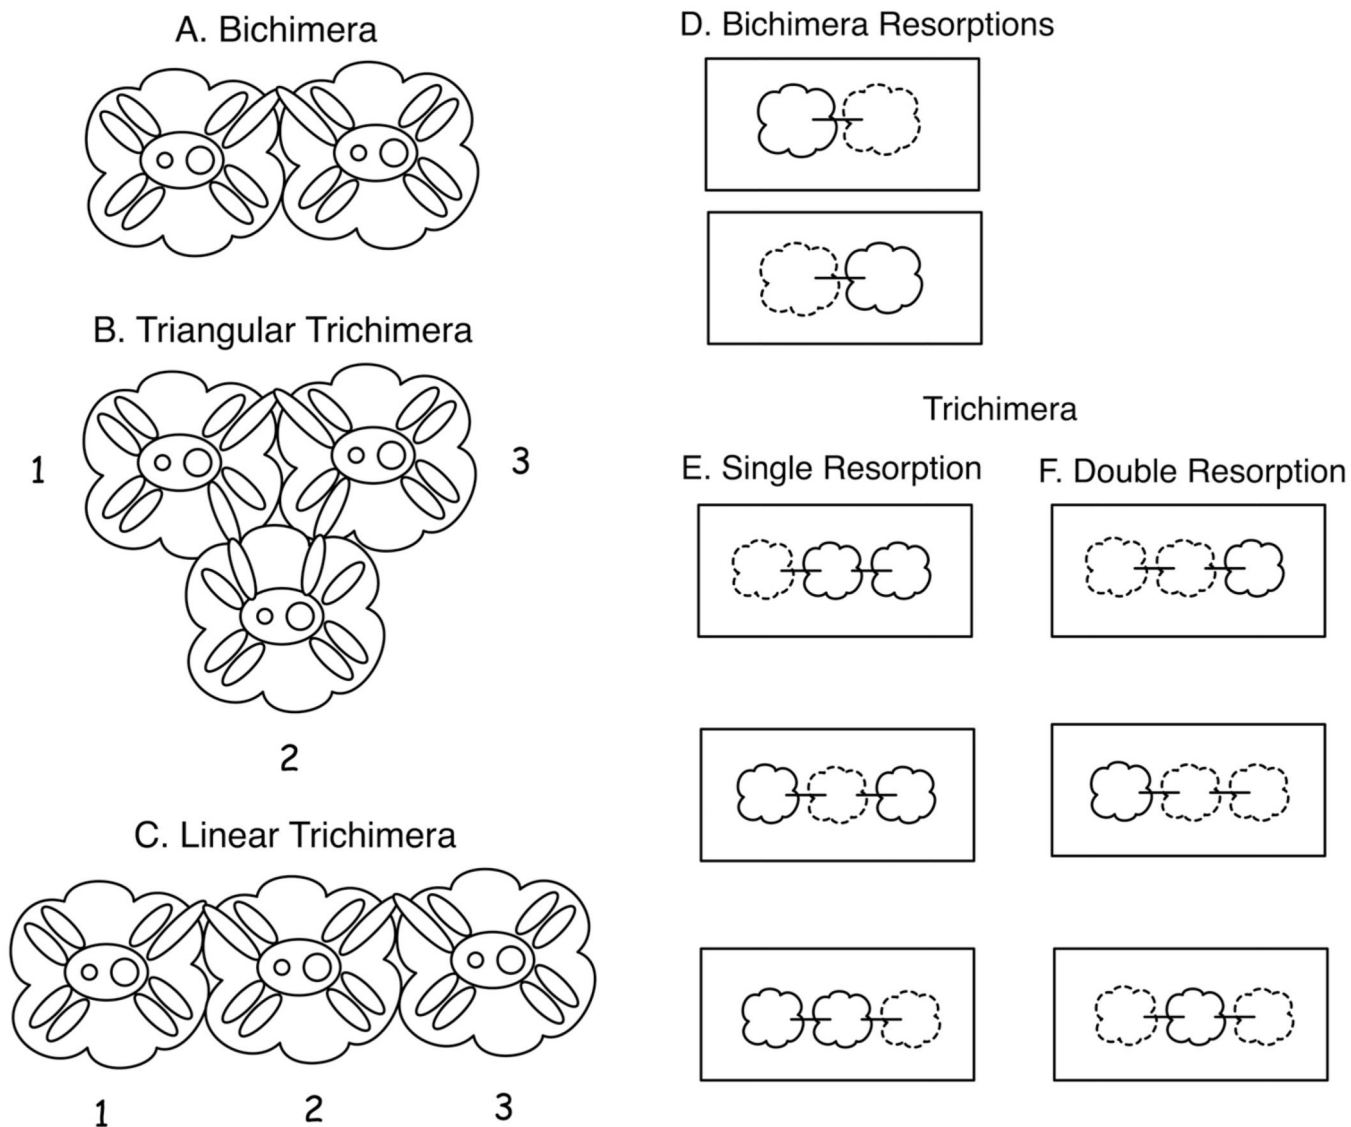 A. Bichimera
B. Triangular Trichimera
1
3
2
C. Linear Trichimera
1
2
3
D. Bichimera Resorptions
Trichimera
E. Single Resorption
F. Double Resorption